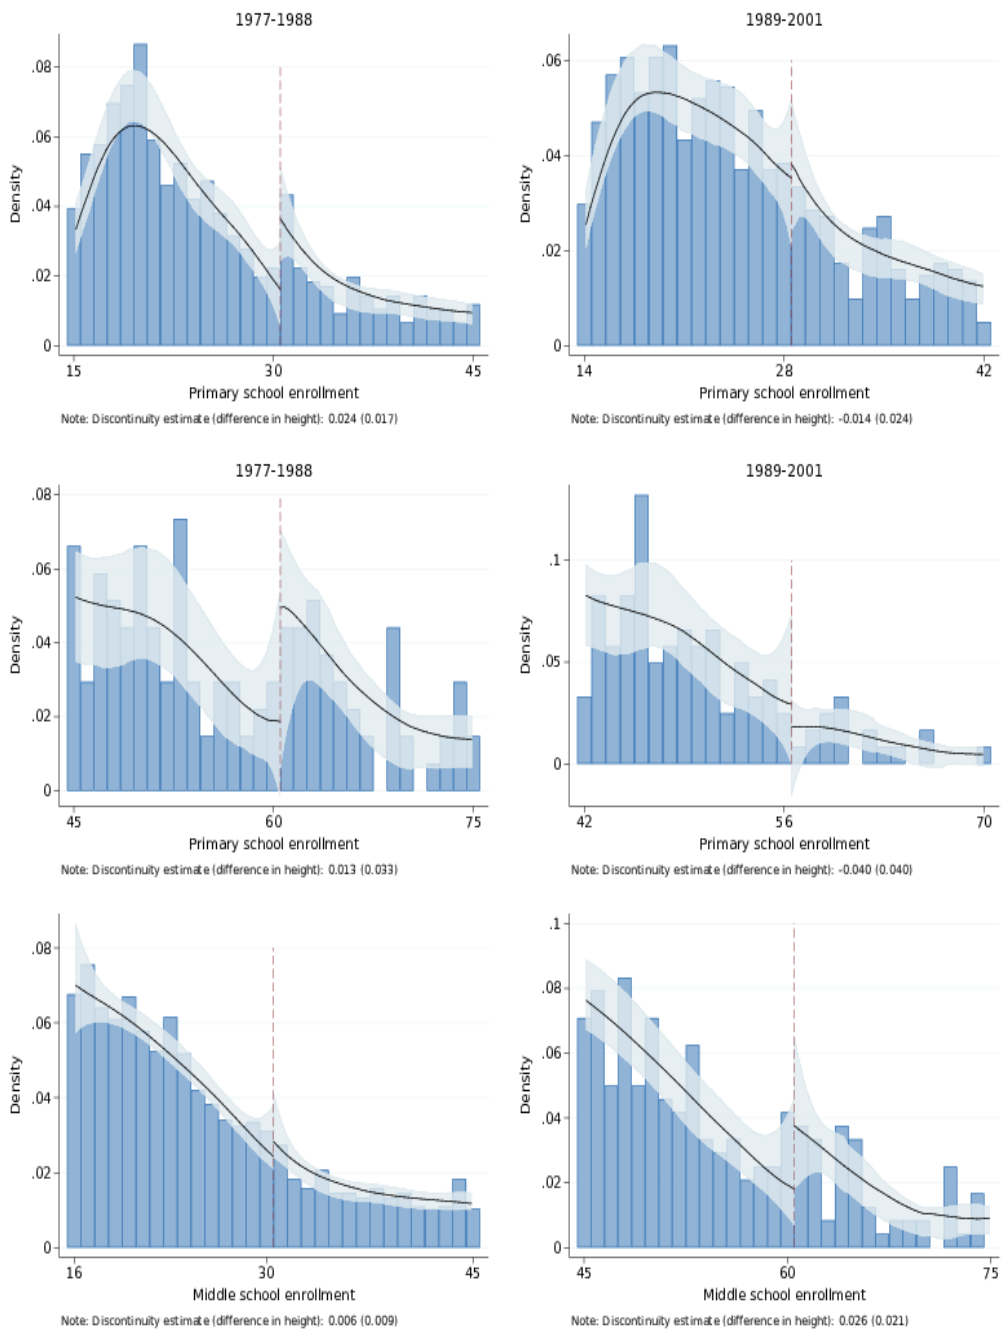 1977-1988
Density
.08
.06
.04
.02
0
15
30
45
Primary school enrollment
Note: Discontinuity estimate (difference in height): 0.024 (0.017)
1989-2001
Density
.06
.04
.02
0
14
28
42
Primary school enrollment
Note: Discontinuity estimate (difference in height): -0.014 (0.024)
1977-1988
Density
.08
.06
.04
.02
0
45
60
75
Primary school enrollment
Note: Discontinuity estimate (difference in height): 0.013 (0.033)
1989-2001
Density
.1
.05
0
42
56
70
Primary school enrollment
Note: Discontinuity estimate (difference in height): -0.040 (0.040)
Density
.08
.06
.04
.02
0
16
30
45
Middle school enrollment
Note: Discontinuity estimate (difference in height): 0.006 (0.009)
Density
.1
.08
.06
.04
.02
0
45
60
75
Middle school enrollment
Note: Discontinuity estimate (difference in height): 0.026 (0.021)